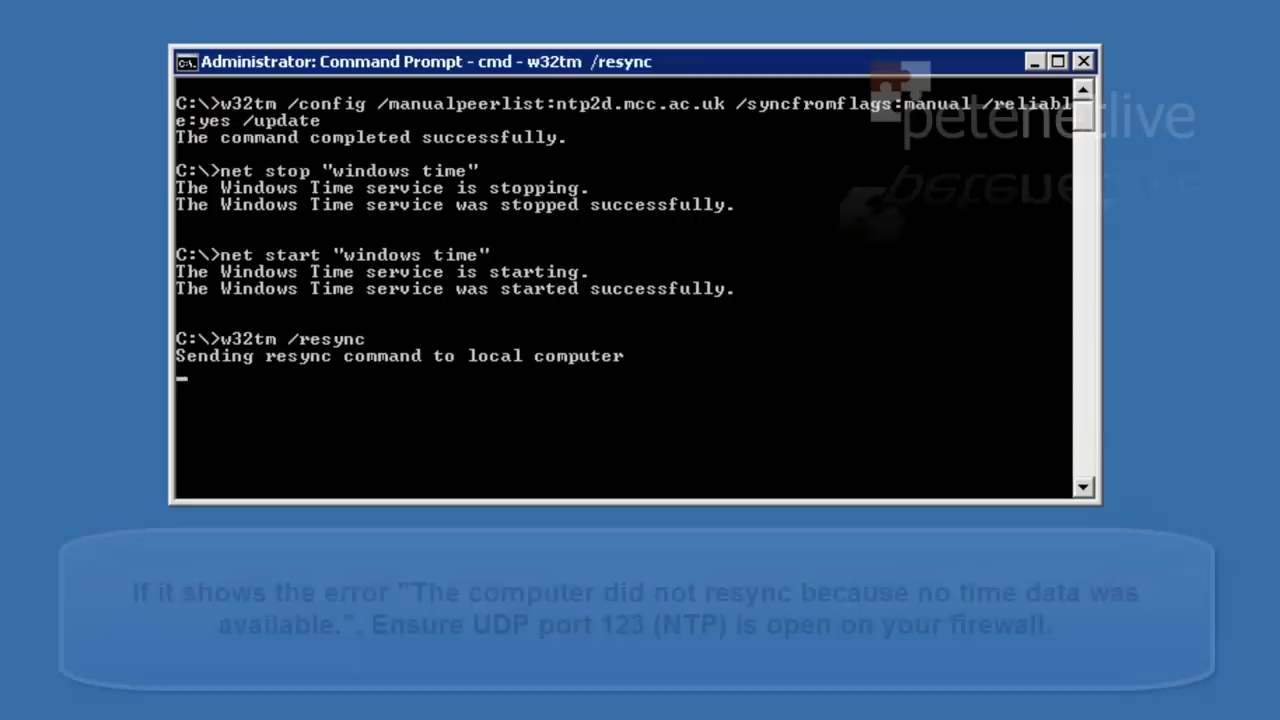 Administrator: Command Prompt - cmd - w32tm /resync
C:\>w32tm /config /manualpeerlist:ntp2d.mcc.ac.uk /syncfromflags:manual /reliabl
e:yes /update
The command completed successfully.
C:\>net stop "windows time"
The Windows Time service is stopping.
The Windows Time service was stopped successfully.
C:\>net start "windows time"
The Windows Time service is starting.
The Windows Time service was started successfully.
C:\>w32tm /resync
Sending resync command to local computer
petenetlive
If it shows the error "The computer did not resync because no time data was
available.". Ensure UDP port 123 (NTP) is open on your firewall.